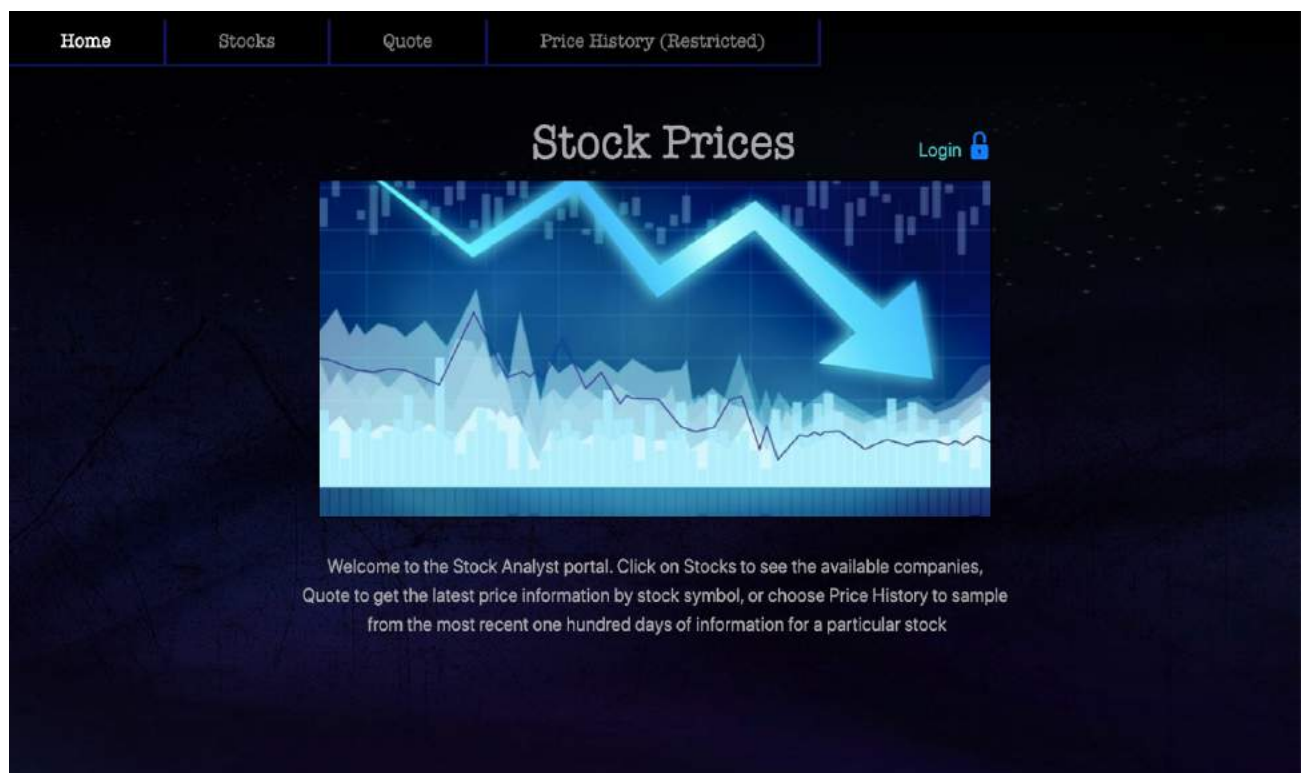 Home Stocks Quote Price History (Restricted)
Stock Prices
Login
Welcome to the Stock Analyst portal. Click on Stocks to see the available companies,
Quote to get the latest price information by stock symbol, or choose Price History to sample
from the most recent one hundred days of information for a particular stock